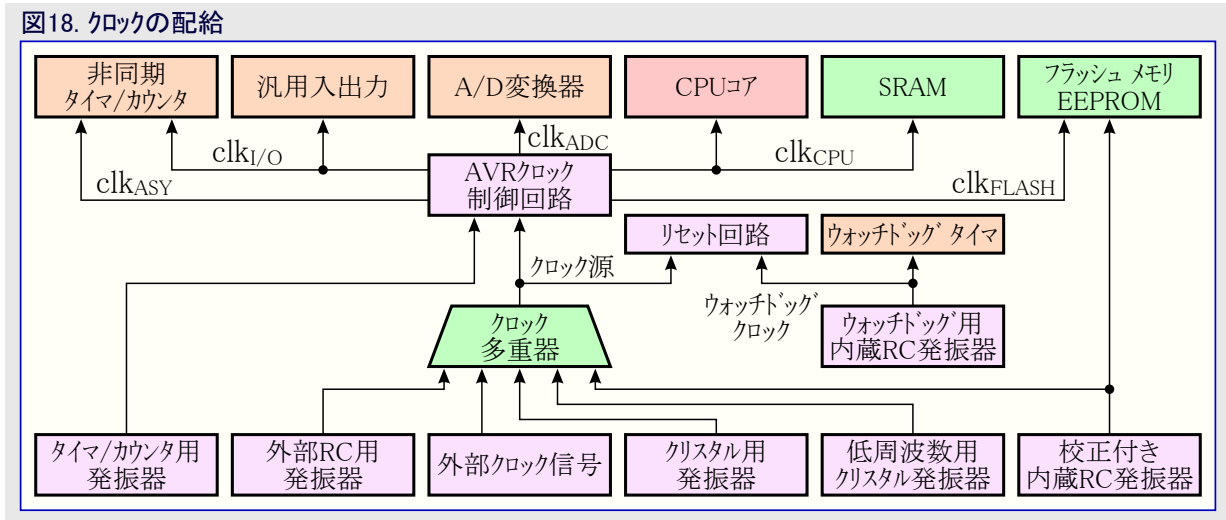 図18. クロックの配給
非同期
タイマ/カウンタ
汎用入出力
A/D変換器
CPUコア
SRAM
フラッシュ メモリ
EEPROM
clkI/O
clkADC
clkCPU
clkASY
clkFLASH
AVRクロック
制御回路
リセット回路
ウォッチドッグ タイマ
クロック源
ウォッチドッグ
クロック
クロック
多重器
ウォッチドッグ用
内蔵RC発振器
タイマ/カウンタ用
発振器
外部RC用
発振器
外部クロック信号
クリスタル用
発振器
低周波数用
クリスタル発振器
校正付き
内蔵RC発振器